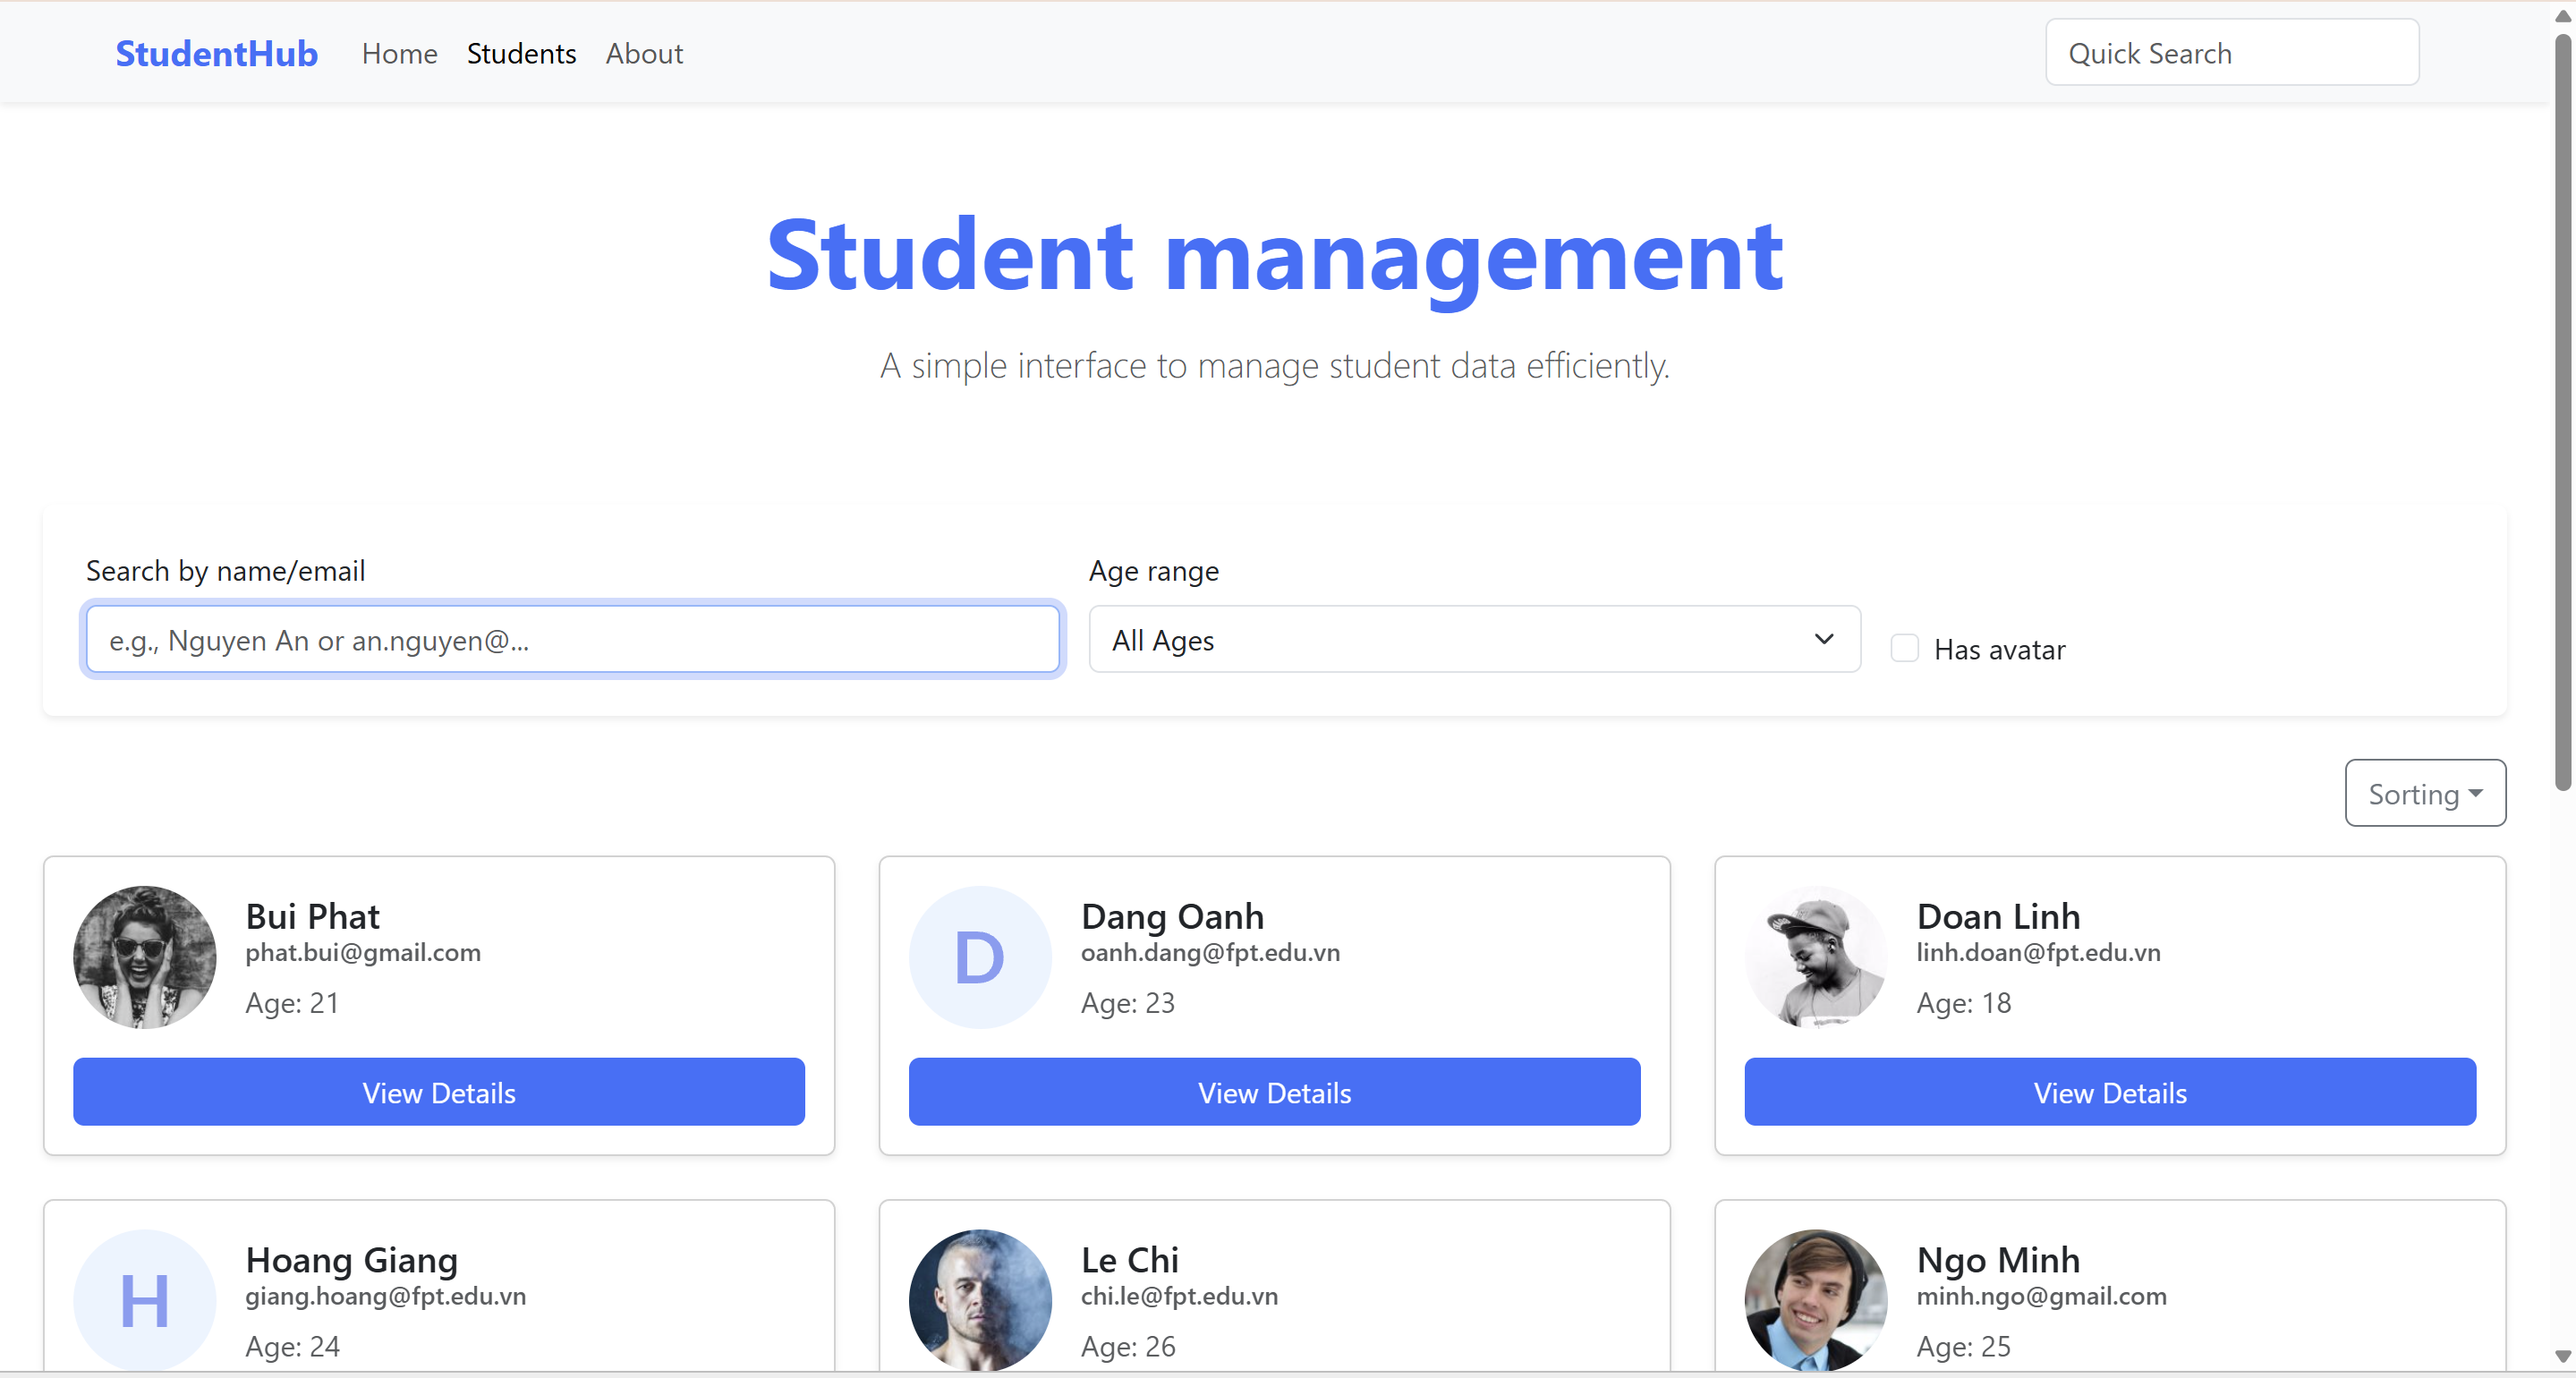 StudentHub Home Students About Quick Search
Student management
A simple interface to manage student data efficiently.
Search by name/email
Age range
e.g., Nguyen An or an.nguyen@...
All Ages
Has avatar
Sorting
Bui Phat
phat.bui@gmail.com
Age: 21
View Details
D
Dang Oanh
oanh.dang@fpt.edu.vn
Age: 23
View Details
Doan Linh
linh.doan@fpt.edu.vn
Age: 18
View Details
H
Hoang Giang
giang.hoang@fpt.edu.vn
Age: 24
Le Chi
chi.le@fpt.edu.vn
Age: 26
Ngo Minh
minh.ngo@gmail.com
Age: 25